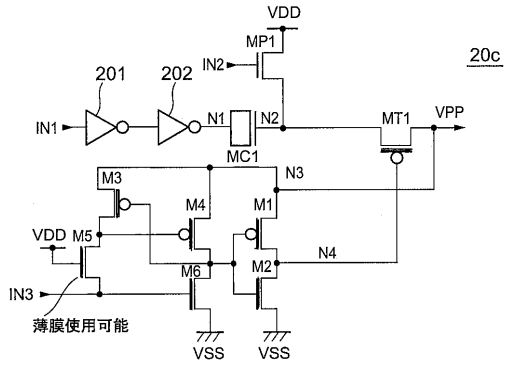 VDD
MP1
20c
201
202
IN2
IN1
N1
N2
MT1
VPP
MC1
M3
N3
M4
M1
VDD
M5
N4
M6
M2
IN3
薄膜使用可能
VSS
VSS